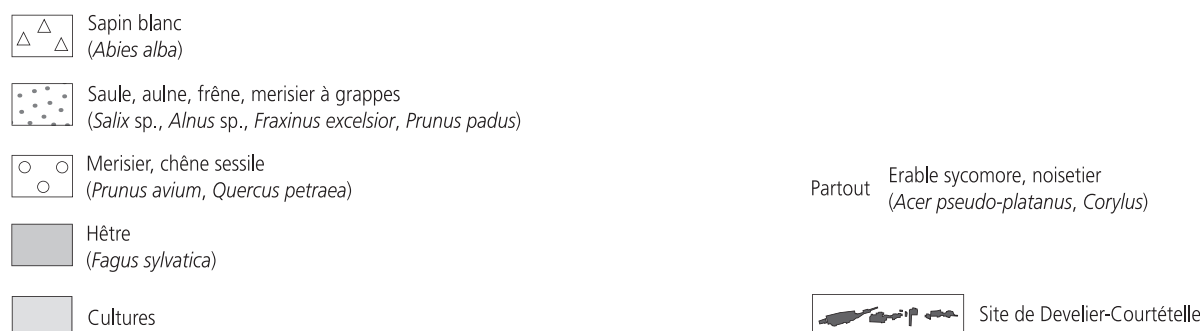 Sapin blanc
(Abies alba)
Saule, aulne, frêne, merisier à grappes
(Salix sp., Alnus sp., Fraxinus excelsior, Prunus padus)
Merisier, chêne sessile
(Prunus avium, Quercus petraea)
Hêtre
(Fagus sylvatica)
Cultures
Partout
Erable sycomore, noisetier
(Acer pseudo-platanus, Corylus)
Site de Develier-Courtételle